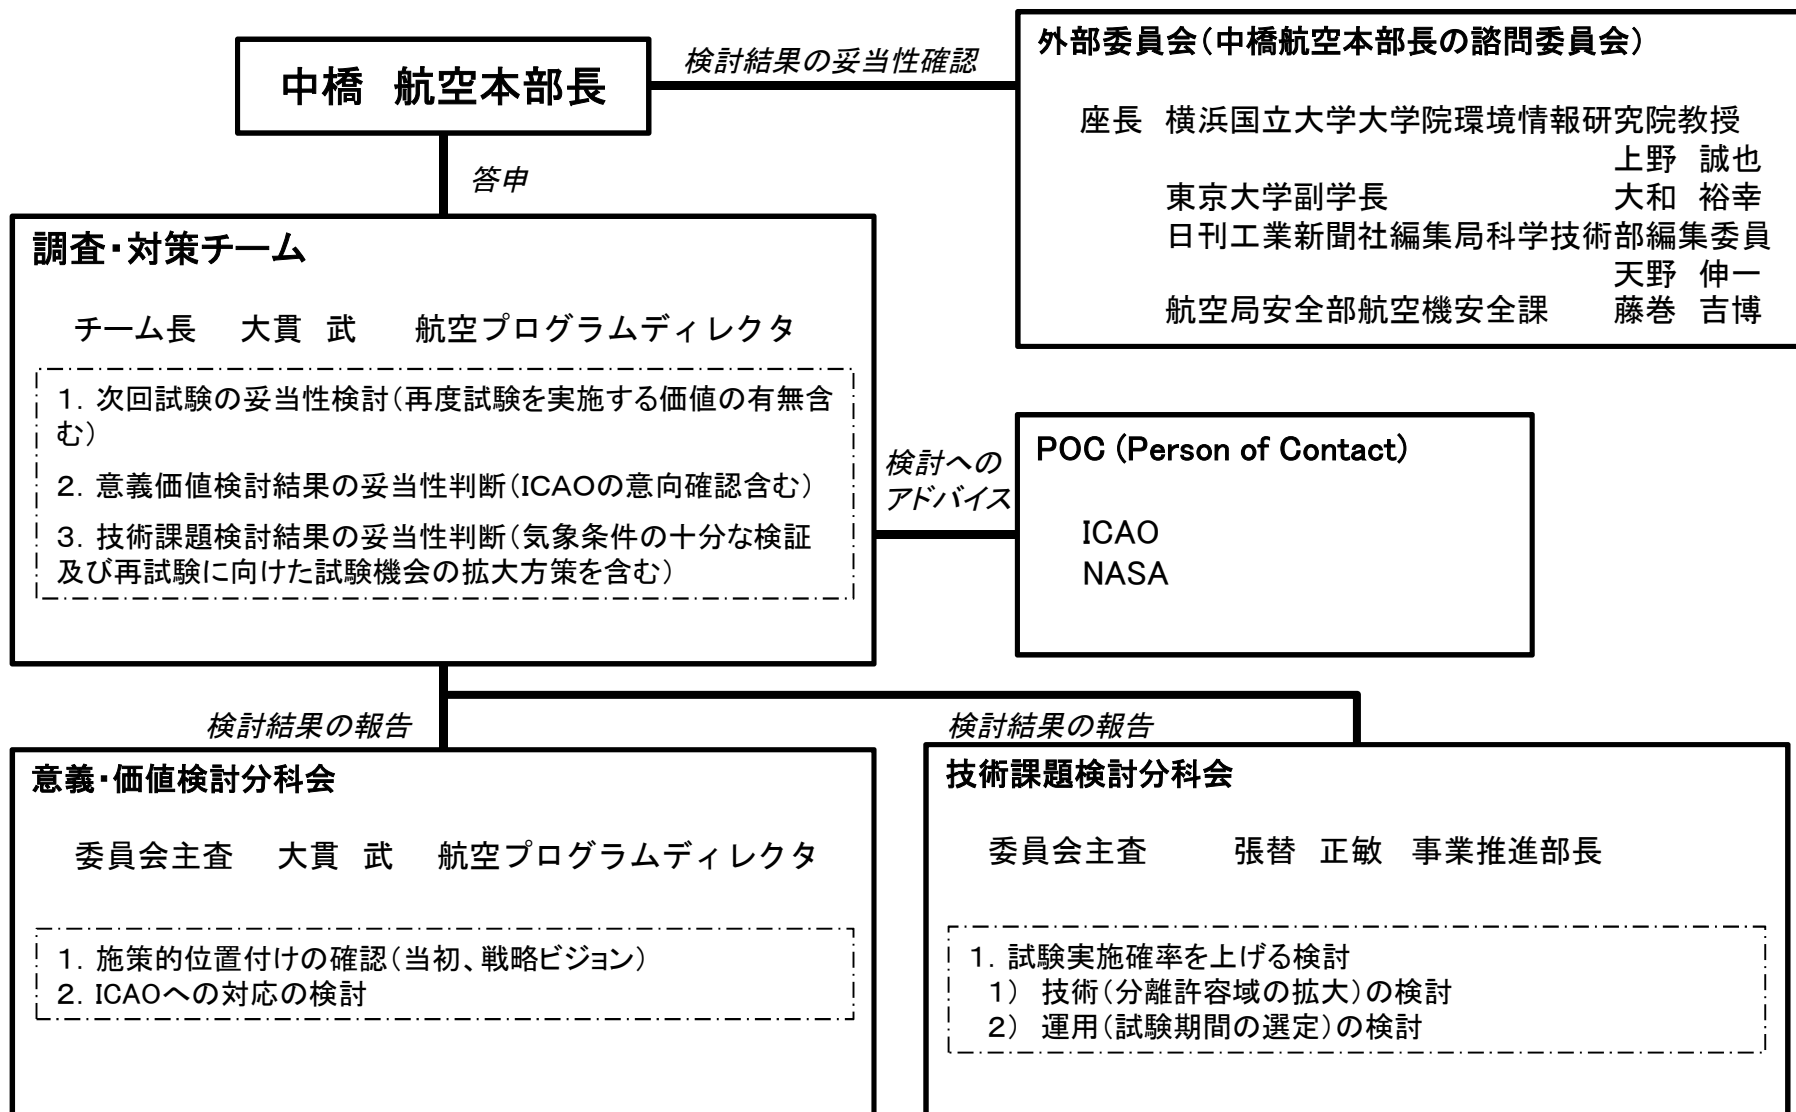 中橋　航空本部長
検討結果の妥当性確認
外部委員会（中橋航空本部長の諮問委員会）
座長　横浜国立大学大学院環境情報研究院教授
上野　誠也
東京大学副学長　大和　裕幸
日刊工業新聞社編集局科学技術部編集委員
天野　伸一
航空局安全部航空機安全課　藤巻　吉博
答申
調査・対策チーム
チーム長　大貫　武　航空プログラムディレクタ
１．次回試験の妥当性検討（再度試験を実施する価値の有無含
む）
２．意義価値検討結果の妥当性判断（ICAOの意向確認含む）
３．技術課題検討結果の妥当性判断（気象条件の十分な検証
及び再試験に向けた試験機会の拡大方策を含む）
検討への
アドバイス
POC (Person of Contact)
ICAO
NASA
検討結果の報告
意義・価値検討分科会
委員会主査　大貫　武　航空プログラムディレクタ
１．施策的位置付けの確認（当初、戦略ビジョン）
２．ICAOへの対応の検討
検討結果の報告
技術課題検討分科会
委員会主査　張替　正敏　事業推進部長
１．試験実施確率を上げる検討
１）　技術（分離許容域の拡大）の検討
２）　運用（試験期間の選定）の検討